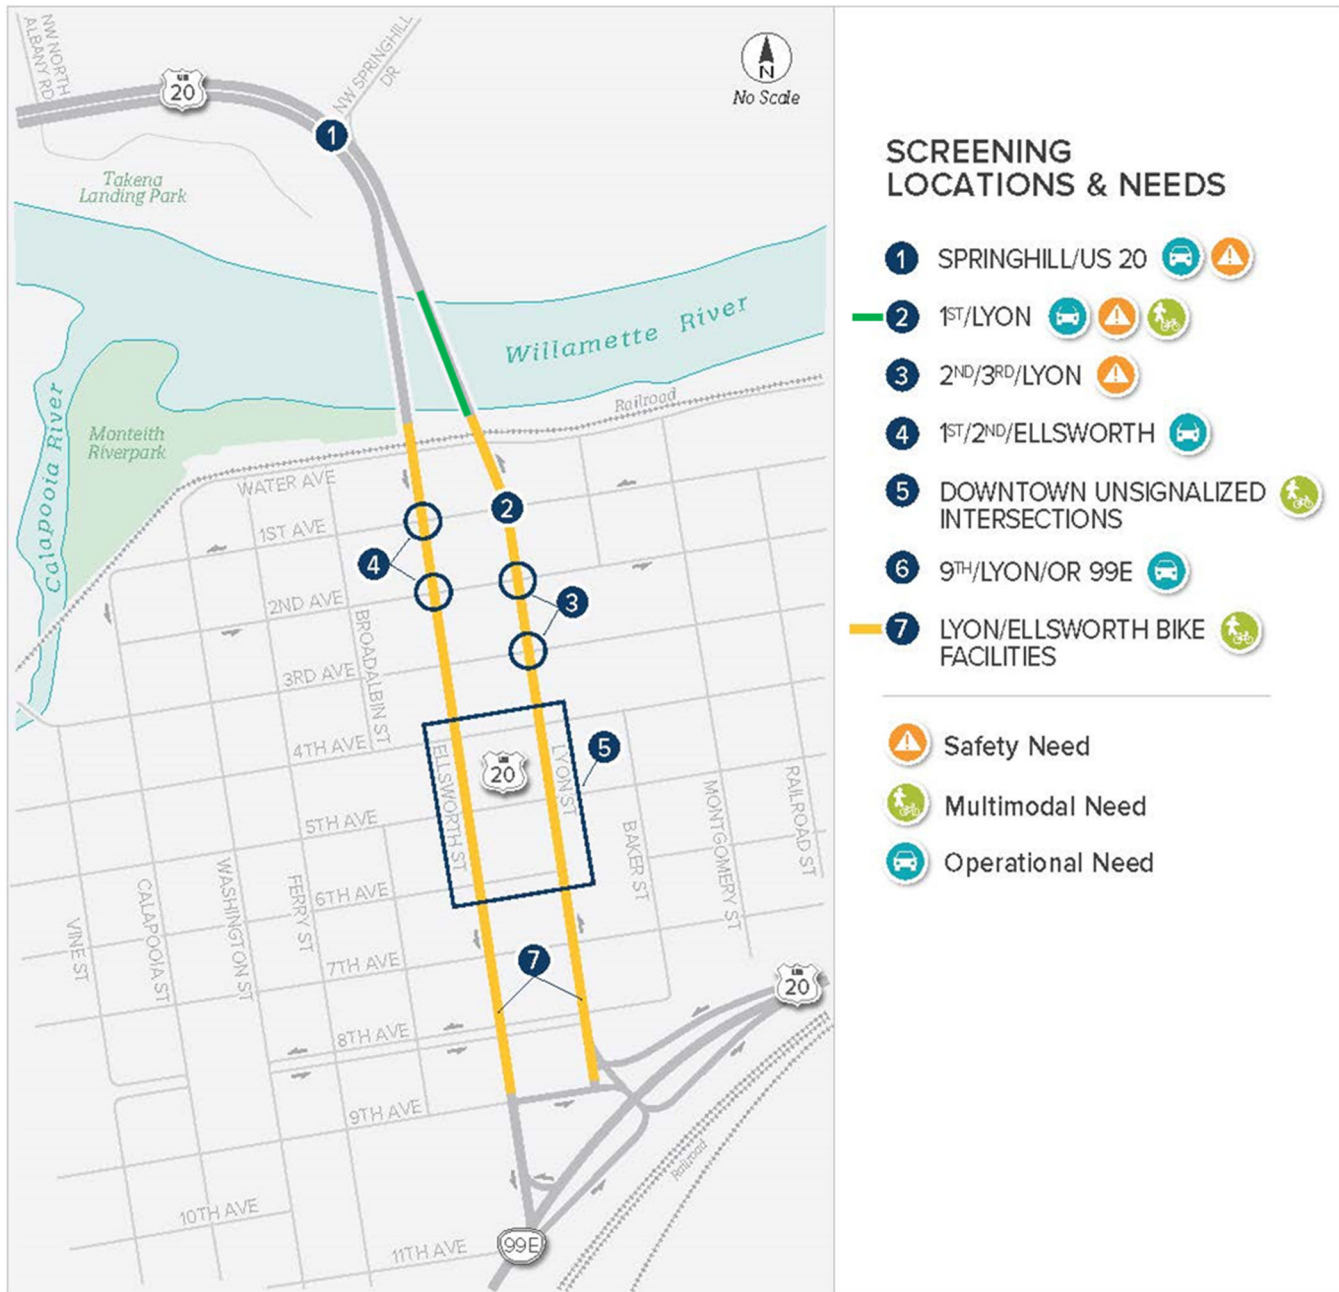 NW NORTH
ALBANY RD
US
20
NW SPRINGHILL
DR
N
No Scale
1
Takena
Landing Park
Willamette River
Calapooia River
Monteith
Riverpark
Railroad
WATER AVE
1ST AVE
2
4
2ND AVE
3
BROADALBIN ST
3RD AVE
4TH AVE
ELLSWORTH ST
US
20
LYON ST
5
5TH AVE
BAKER ST
MONTGOMERY ST
RAILROAD ST
6TH AVE
VINE ST
CALAPOOIA ST
WASHINGTON ST
FERRY ST
7TH AVE
7
US
20
8TH AVE
9TH AVE
Railroad
10TH AVE
11TH AVE
99E
SCREENING
LOCATIONS & NEEDS
1 SPRINGHILL/US 20
2 1ST/LYON
3 2ND/3RD/LYON
4 1ST/2ND/ELLSWORTH
5 DOWNTOWN UNSIGNALIZED
INTERSECTIONS
6 9TH/LYON/OR 99E
7 LYON/ELLSWORTH BIKE
FACILITIES
Safety Need
Multimodal Need
Operational Need